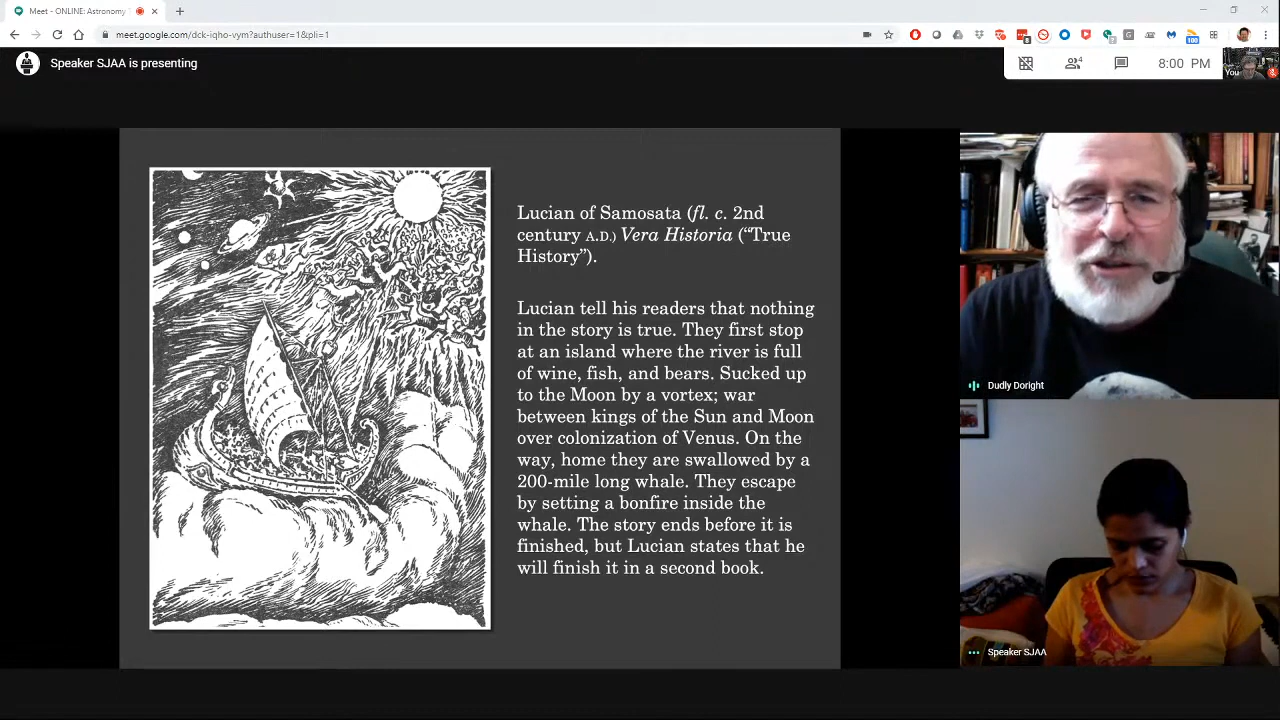 Meet - ONLINE: Astronomy T
meet.google.com/dck-iqho-vym?authuser=1&pli=1
Speaker SJAA is presenting
4
8:00 PM
You
100
Lucian of Samosata (fl. c. 2nd
century A.D.) Vera Historia (“True
History”).
Lucian tell his readers that nothing
in the story is true. They first stop
at an island where the river is full
of wine, fish, and bears. Sucked up
to the Moon by a vortex; war
between kings of the Sun and Moon
over colonization of Venus. On the
way, home they are swallowed by a
200-mile long whale. They escape
by setting a bonfire inside the
whale. The story ends before it is
finished, but Lucian states that he
will finish it in a second book.
Dudly Doright
Speaker SJAA